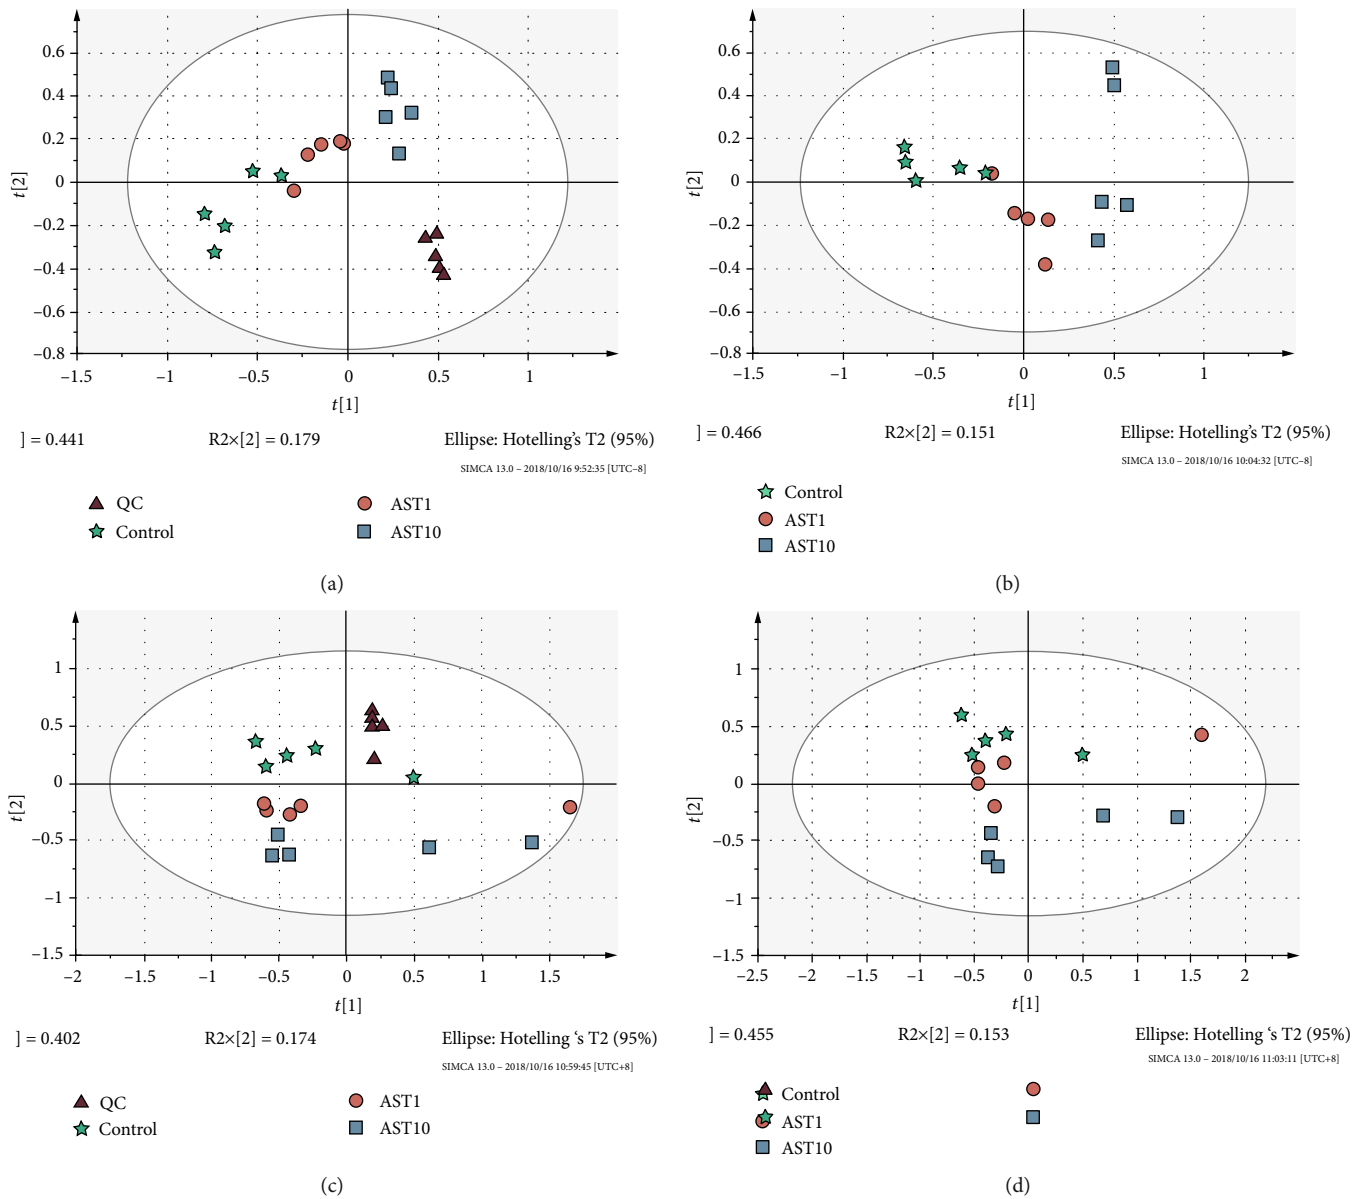 0.6
0.4
0.2
0
–0.2
–0.4
–0.6
–0.8
t[2]
–1.5 –1 –0.5 0 0.5 1
t[1]
] = 0.441 R2×[2] = 0.179 Ellipse: Hotelling's T2 (95%)
SIMCA 13.0 – 2018/10/16 9:52:35 [UTC–8]
QC AST1
Control AST10
(a)
0.6
0.4
0.2
0
–0.2
–0.4
–0.6
–0.8
t[2]
–1.5 –1 –0.5 0 0.5 1
t[1]
] = 0.466 R2×[2] = 0.151 Ellipse: Hotelling's T2 (95%)
SIMCA 13.0 – 2018/10/16 10:04:32 [UTC–8]
Control
AST1
AST10
(b)
1
0.5
0
–0.5
–1
–1.5
t[2]
–2 –1.5 –1 –0.5 0 0.5 1 1.5
t[1]
] = 0.402 R2×[2] = 0.174 Ellipse: Hotelling ‘s T2 (95%)
SIMCA 13.0 – 2018/10/16 10:59:45 [UTC+8]
QC AST1
Control AST10
(c)
1
0.5
0
–0.5
–1
–1.5
t[2]
–2.5 –2 –1.5 –1 –0.5 0 0.5 1 1.5 2
t[1]
] = 0.455 R2×[2] = 0.153 Ellipse: Hotelling ‘s T2 (95%)
SIMCA 13.0 – 2018/10/16 11:03:11 [UTC+8]
Control
AST1
AST10
(d)